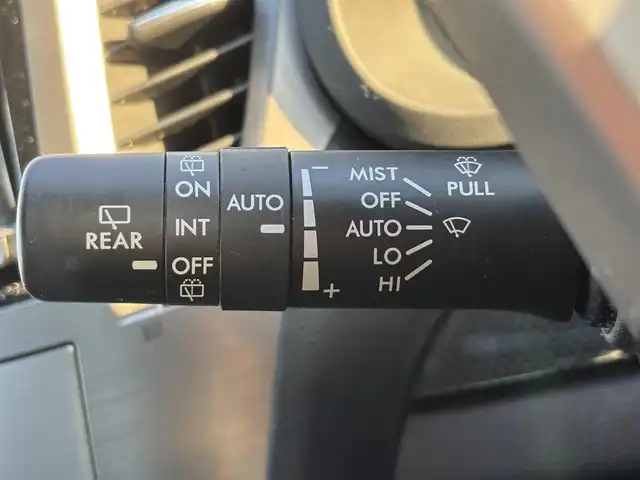 REAR
ON
INT
OFF
AUTO
−
+
MIST
OFF
AUTO
LO
HI
PULL